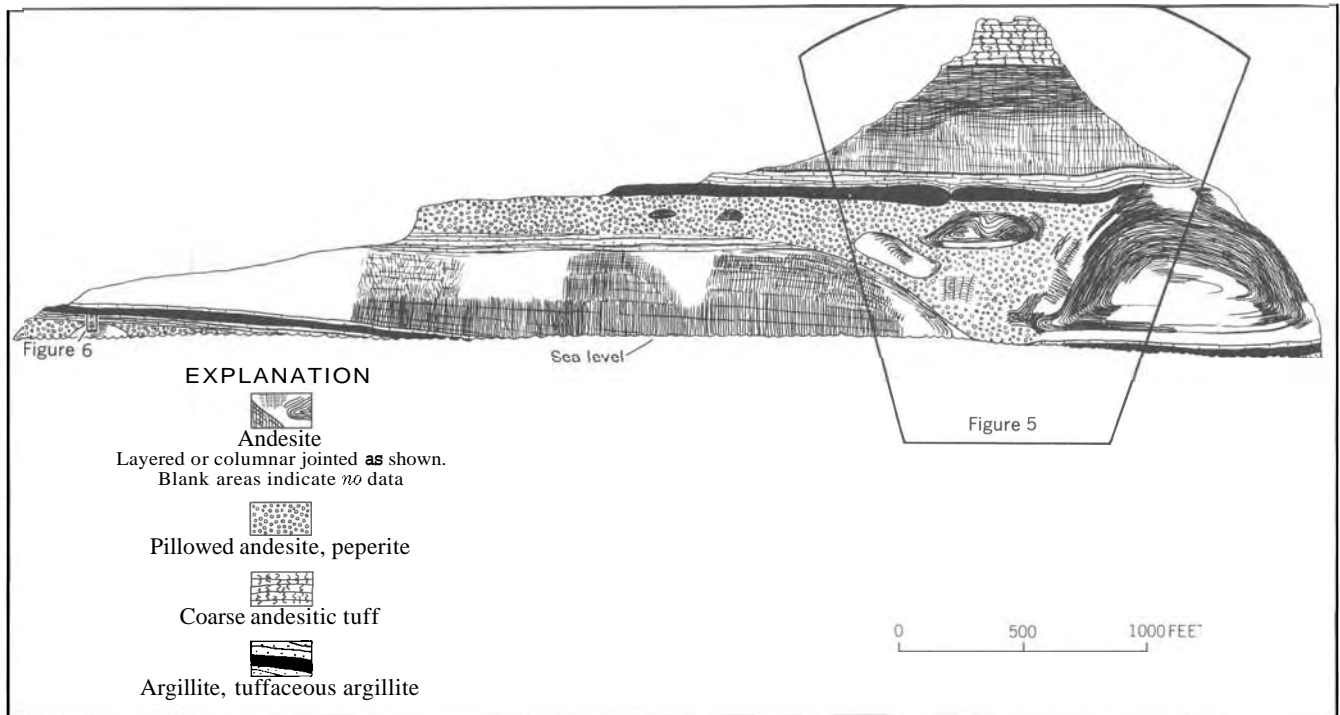 Figure 6
Sea level
Figure 5
EXPLANATION
Andesite
Layered or columnar jointed as shown.
Blank areas indicate no data
Pillowed andesite, peperite
Coarse andesitic tuff
Argillite, tuffaceous argillite
0 500 1000 FEET